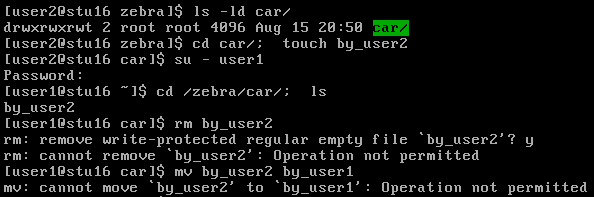 [user2@stu16 zebra]$ ls -ld car/
drwxrwxrwt 2 root root 4096 Aug 15 20:50 car/
[user2@stu16 zebra]$ cd car/;  touch by_user2
[user2@stu16 car]$ su - user1
Password:
[user1@stu16 ~]$ cd /zebra/car/;  ls
by_user2
[user1@stu16 car]$ rm by_user2
rm: remove write-protected regular empty file `by_user2'? y
rm: cannot remove `by_user2': Operation not permitted
[user1@stu16 car]$ mv by_user2 by_user1
mv: cannot move `by_user2' to `by_user1': Operation not permitted